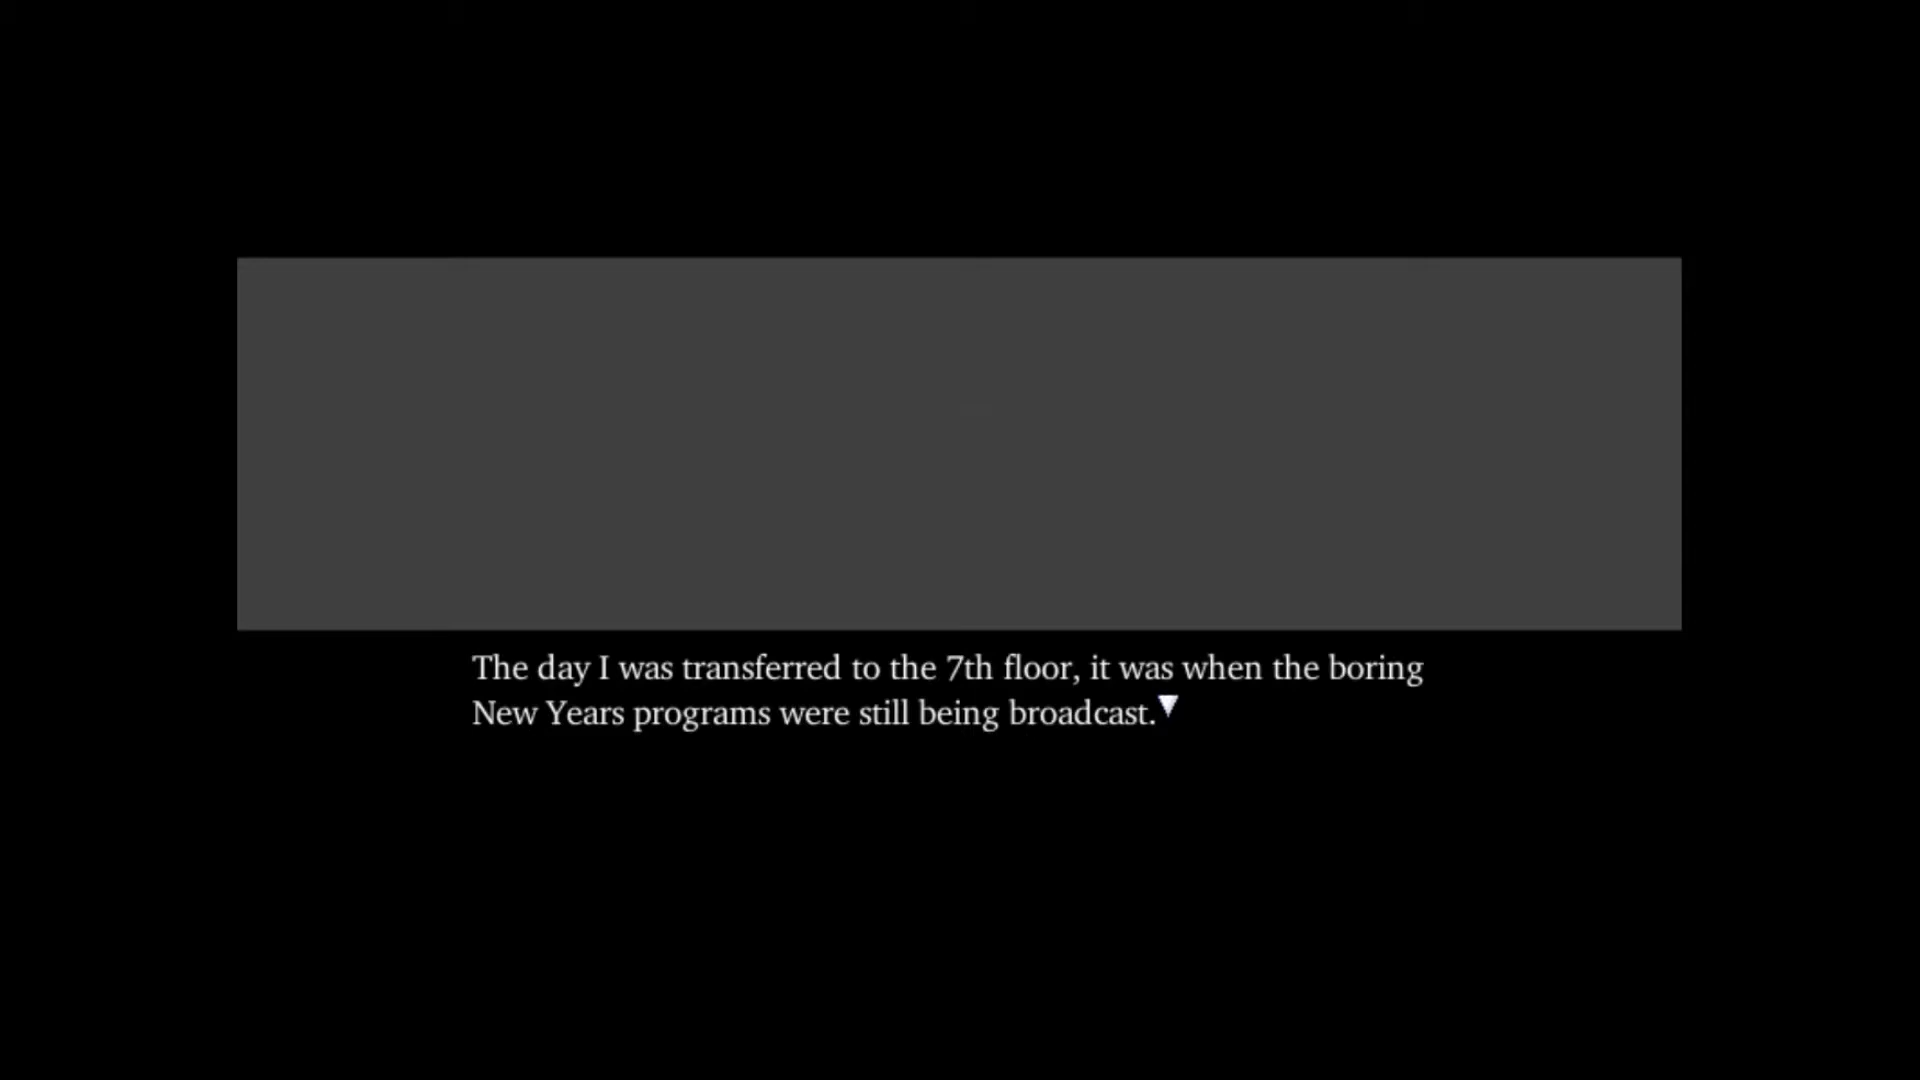 The day I was transferred to the 7th floor, it was when the boring
New Years programs were still being broadcast.